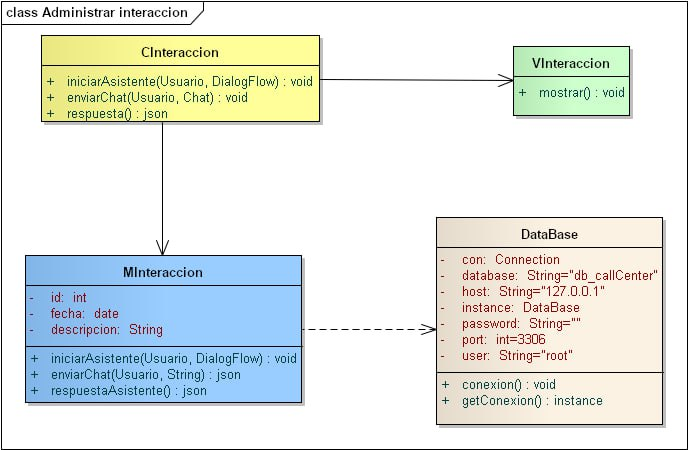 class Administrar interaccion
CInteraccion
+ iniciarAsistente(Usuario, DialogFlow) : void
+ enviarChat(Usuario, Chat) : void
+ respuesta() : json
VInteraccion
+ mostrar() : void
MInteraccion
- id: int
- fecha: date
- descripcion: String
+ iniciarAsistente(Usuario, DialogFlow) : void
+ enviarChat(Usuario, String) : json
+ respuestaAsistente() : json
DataBase
- con: Connection
- database: String="db_callCenter"
- host: String="127.0.0.1"
- instance: DataBase
- password: String=""
- port: int=3306
- user: String="root"
+ conexion() : void
+ getConexion() : instance